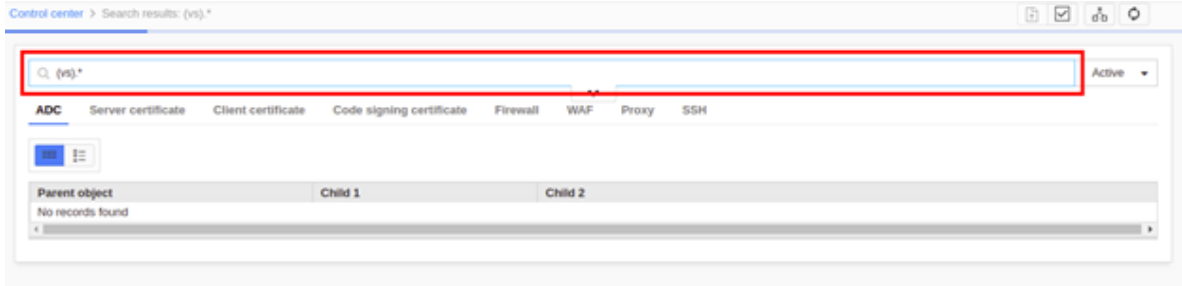 Control center > Search results: (vs).*
(vs).*
Active
ADC Server certificate Client certificate Code signing certificate Firewall WAF Proxy SSH
Parent object Child 1 Child 2
No records found